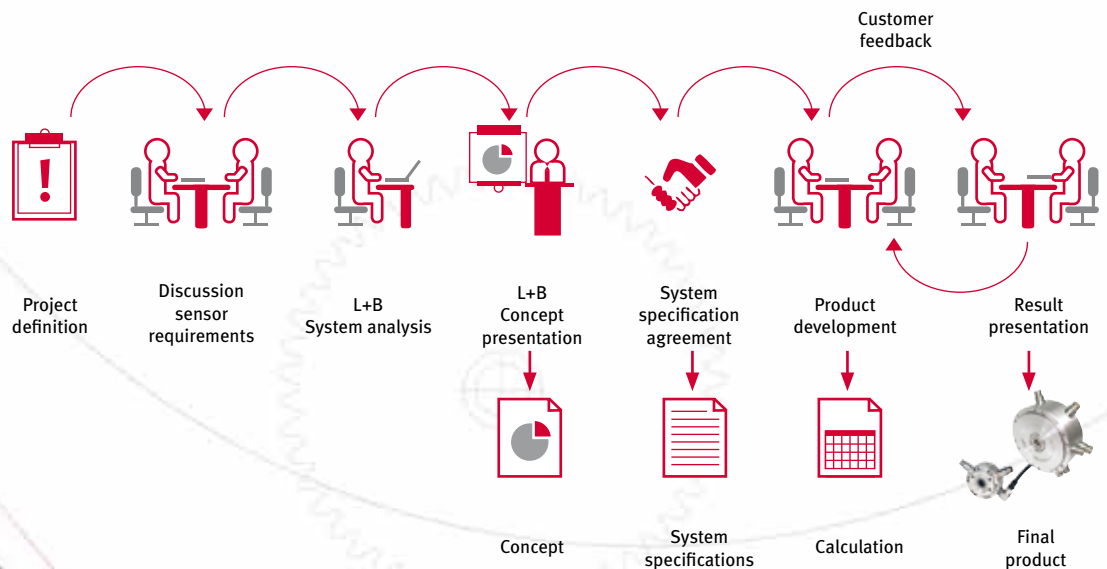 Customer
feedback
Project
definition
Discussion
sensor
requirements
L+B
System analysis
L+B
Concept
presentation
System
specification
agreement
Product
development
Result
presentation
Concept
System
specifications
Calculation
Final
product